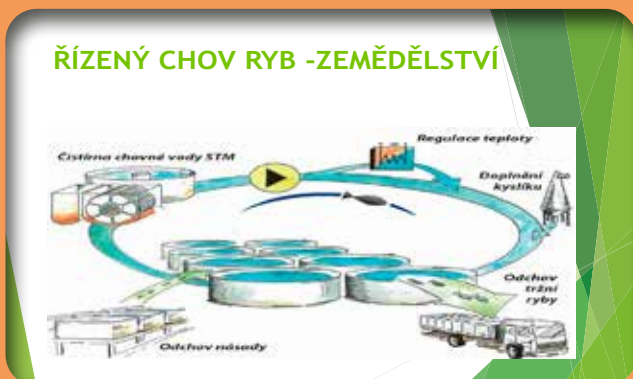 ŘÍZENÝ CHOV RYB -ZEMĚDĚLSTVÍ
Regulace teploty
Čistírna chovné vody STM
Doplnění
kyslíku
Odchov
tržní
ryby
Odchov násady